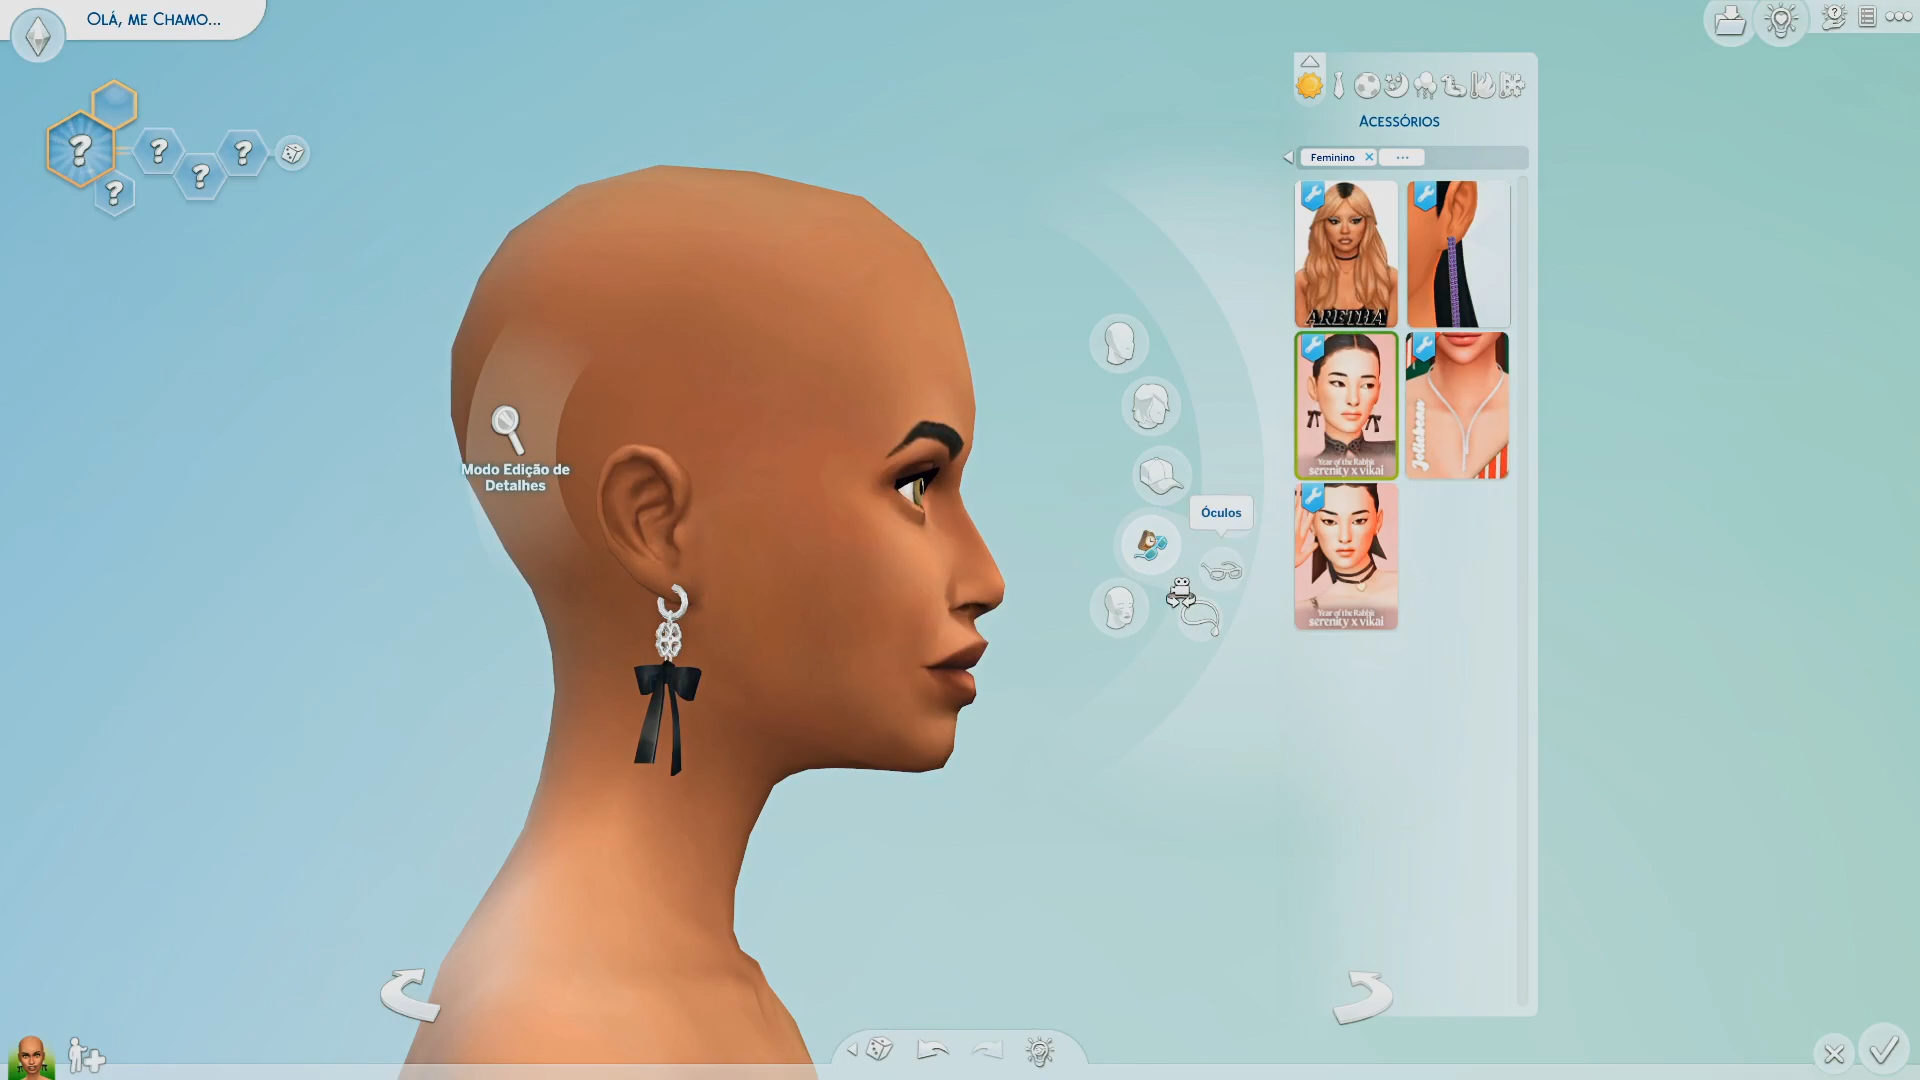 OLÁ, ME CHAMO...
ACESSÓRIOS
Feminino
ARETHA
Modo Edição de
Detalhes
Year of the Rabbit
serenity x vikai
Joliebean
Óculos
Year of the Rabbit
serenity x vikai